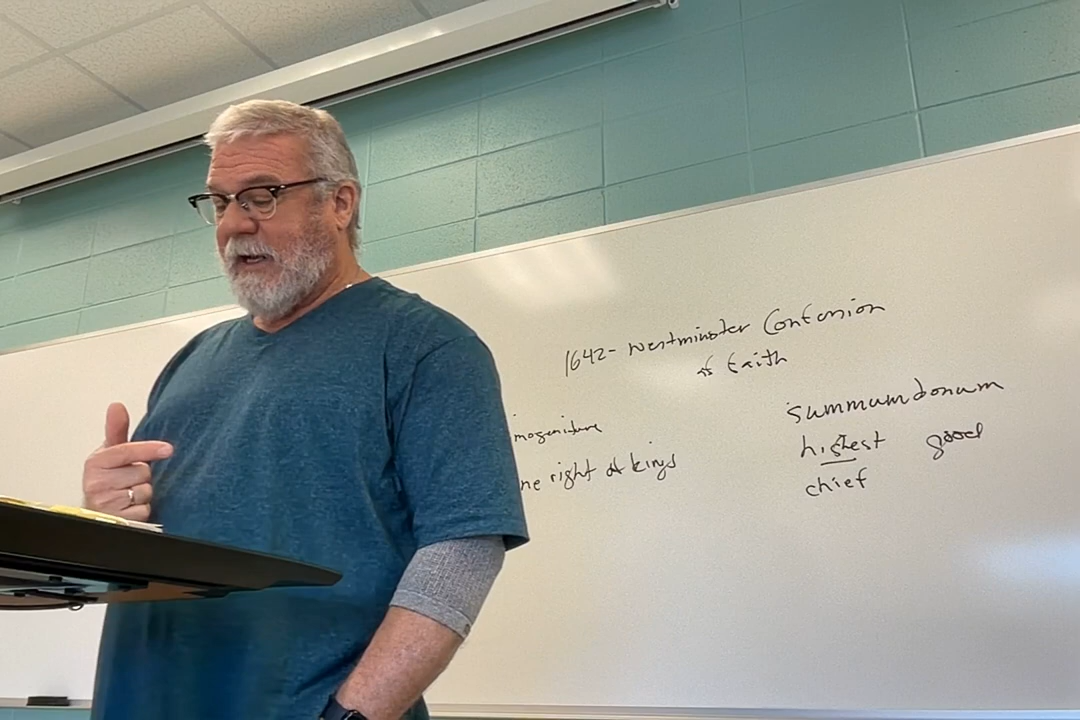 1642- Westminster Confession
of Faith
mogeniture
ne right of kings
summum bonum
highest good
chief